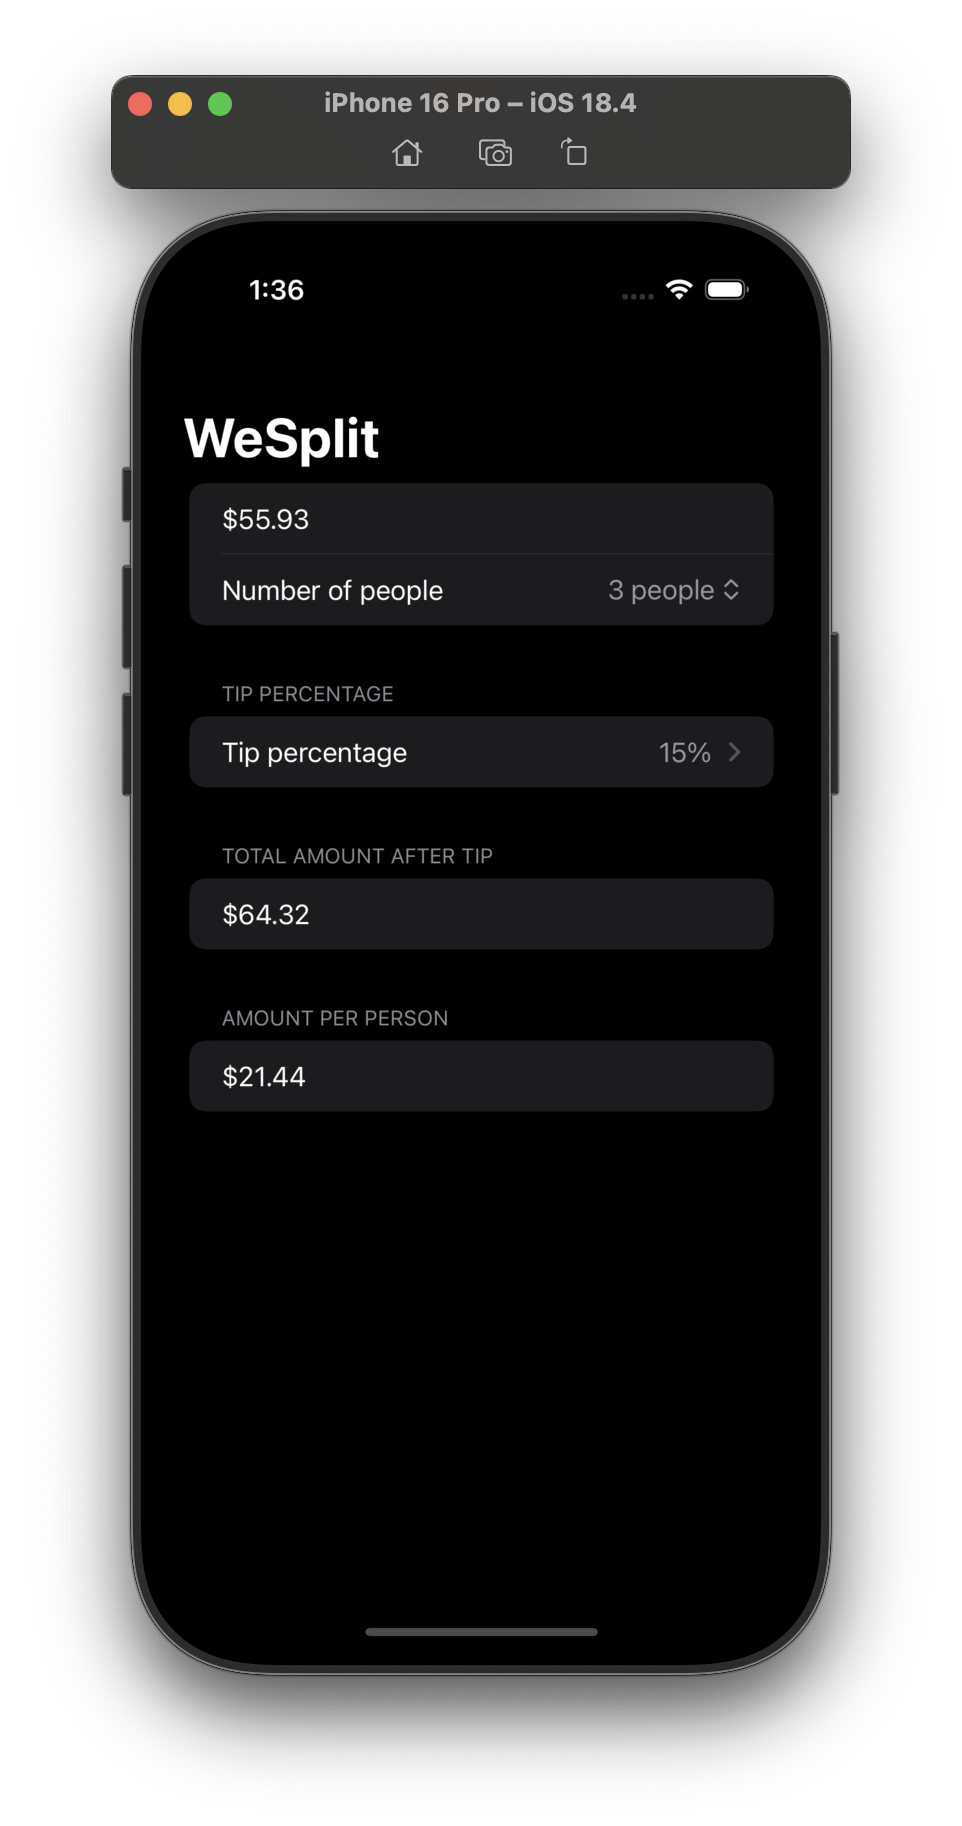 iPhone 16 Pro – iOS 18.4
1:36
WeSplit
$55.93
Number of people 3 people
TIP PERCENTAGE
Tip percentage 15%
TOTAL AMOUNT AFTER TIP
$64.32
AMOUNT PER PERSON
$21.44